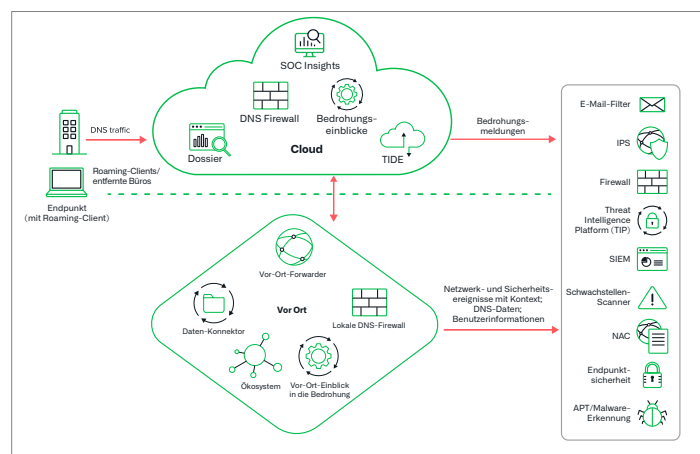 SOC Insights
DNS Firewall
Bedrohungs-
einblicke
Dossier
Cloud
TIDE
DNS traffic
Roaming-Clients/
entfernte Büros
Endpunkt
(mit Roaming-Client)
Bedrohungs-
meldungen
Vor-Ort-Forwarder
Daten-Konnektor
Vor Ort
Lokale DNS-Firewall
Ökosystem
Vor-Ort-Einblick
in die Bedrohung
Netzwerk- und Sicherheits-
ereignisse mit Kontext;
DNS-Daten;
Benutzerinformationen
E-Mail-Filter
IPS
Firewall
Threat
Intelligence
Platform (TIP)
SIEM
Schwachstellen-
Scanner
NAC
Endpunkt-
sicherheit
APT/Malware-
Erkennung